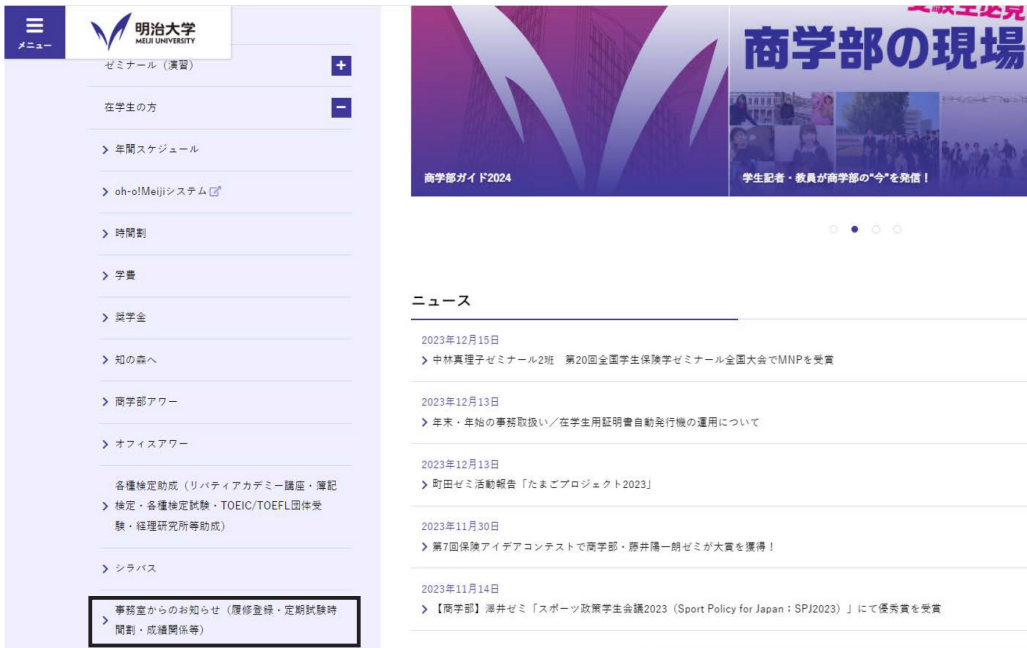 メニュー
明治大学
MEIJI UNIVERSITY
ゼミナール（演習）
在学生の方
年間スケジュール
oh-o!Meijiシステム
時間割
学費
奨学金
知の森へ
商学部アワー
オフィスアワー
各種検定助成（リバティアカデミー講座・簿記
検定・各種検定試験・TOEIC/TOEFL団体受
験・経理研究所等助成）
シラバス
事務室からのお知らせ（履修登録・定期試験時
間割・成績関係等）
商学部ガイド2024
商学部の現場
学生記者・教員が商学部の“今”を発信！
ニュース
2023年12月15日
中林真理子ゼミナール2班　第20回全国学生保険学ゼミナール全国大会でMNPを受賞
2023年12月13日
年末・年始の事務取扱い／在学生用証明書自動発行機の運用について
2023年12月13日
町田ゼミ活動報告「たまごプロジェクト2023」
2023年11月30日
第7回保険アイデアコンテストで商学部・藤井陽一朗ゼミが大賞を獲得！
2023年11月14日
【商学部】澤井ゼミ「スポーツ政策学生会議2023（Sport Policy for Japan；SPJ2023）」にて優秀賞を受賞